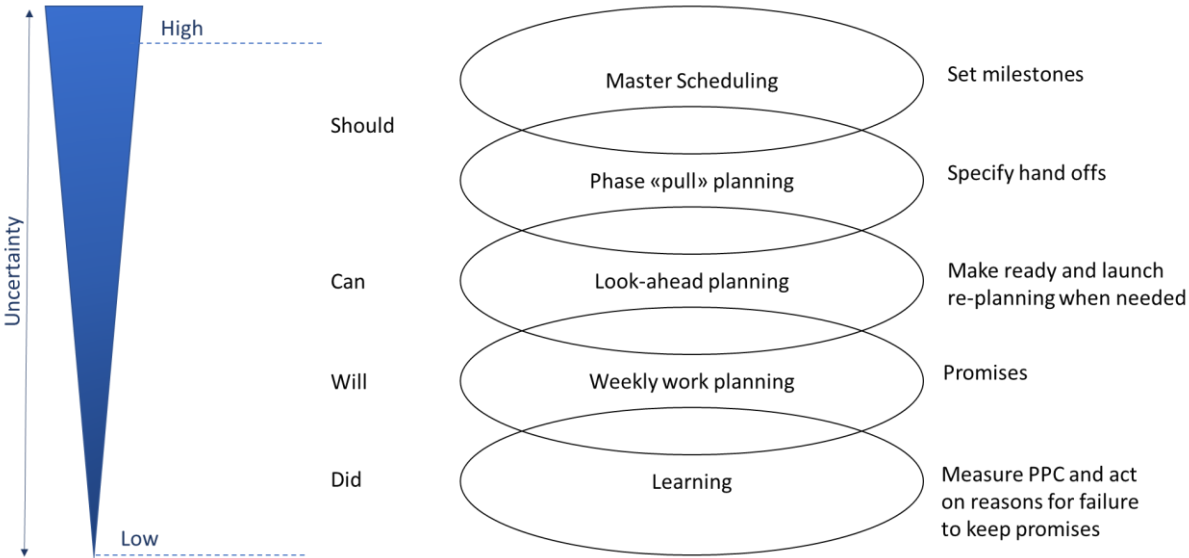 High
Master Scheduling
Set milestones
Should
Phase «pull» planning
Specify hand offs
Uncertainty
Can
Look-ahead planning
Make ready and launch
re-planning when needed
Will
Weekly work planning
Promises
Did
Learning
Measure PPC and act
on reasons for failure
to keep promises
Low